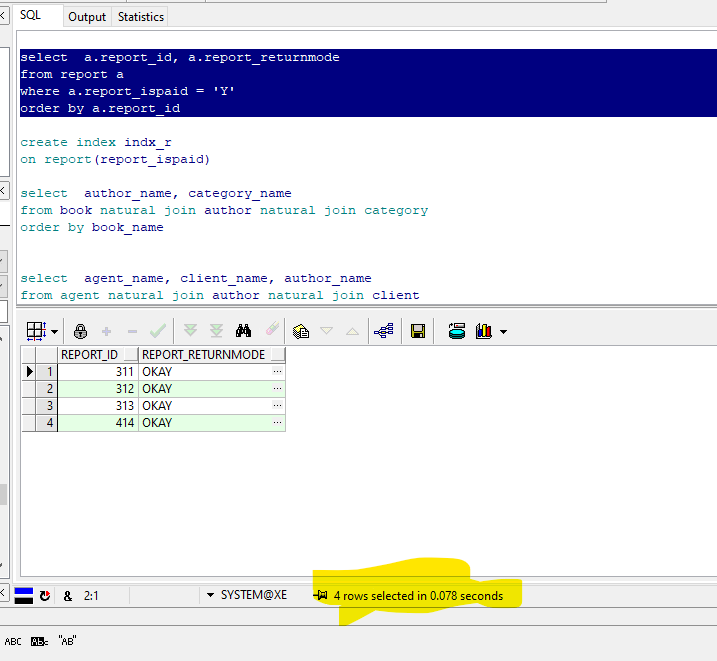 SQL Output Statistics
select  a.report_id, a.report_returnmode
from report a
where a.report_ispaid = 'Y'
order by a.report_id
create index indx_r
on report(report_ispaid)
select  author_name, category_name
from book natural join author natural join category
order by book_name
select  agent_name, client_name, author_name
from agent natural join author natural join client
REPORT_ID REPORT_RETURNMODE
1 311 OKAY ...
2 312 OKAY ...
3 313 OKAY ...
4 414 OKAY ...
& 2:1 SYSTEM@XE 4 rows selected in 0.078 seconds
ABC ABc "AB"